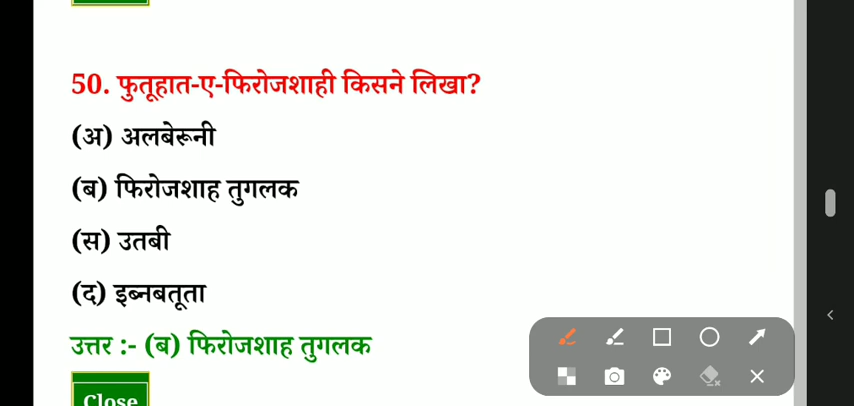 50. फुतूहात-ए-फिरोजशाही किसने लिखा?
(अ) अलबेरूनी
(ब) फिरोजशाह तुगलक
(स) उतबी
(द) इब्नबतूता
उत्तर :- (ब) फिरोजशाह तुगलक
Close